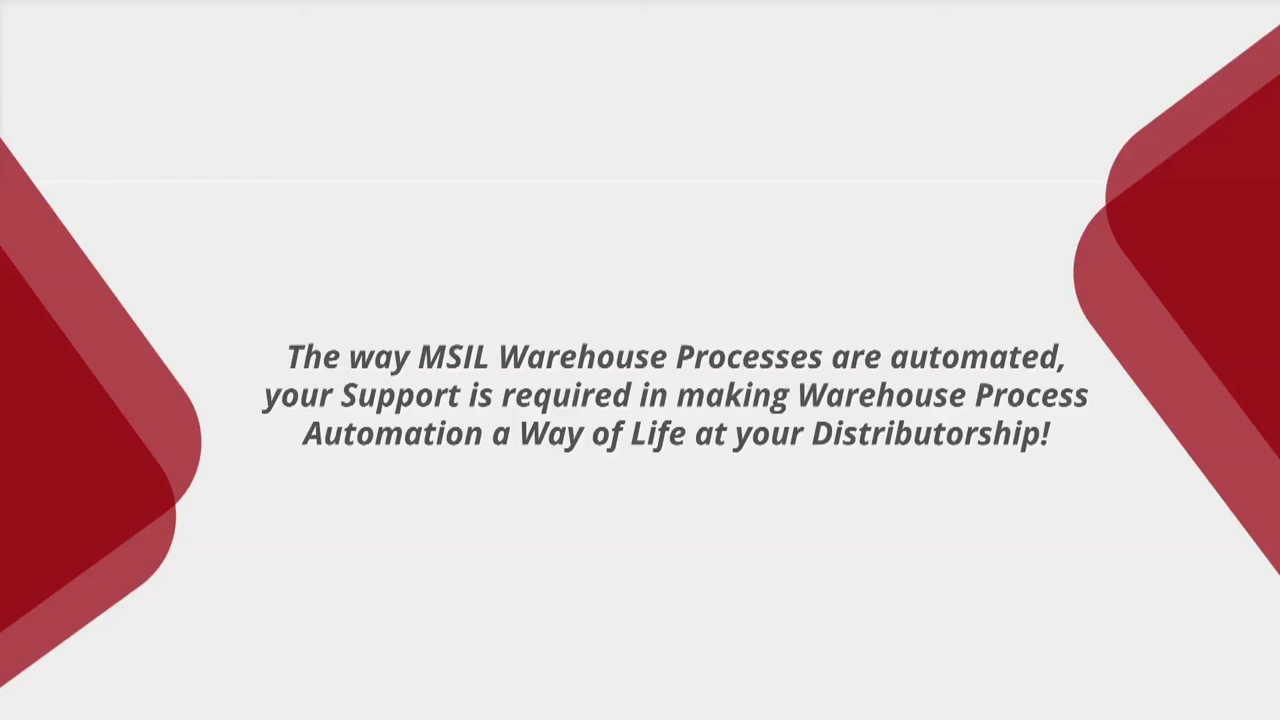 The way MSIL Warehouse Processes are automated,
your Support is required in making Warehouse Process
Automation a Way of Life at your Distributorship!